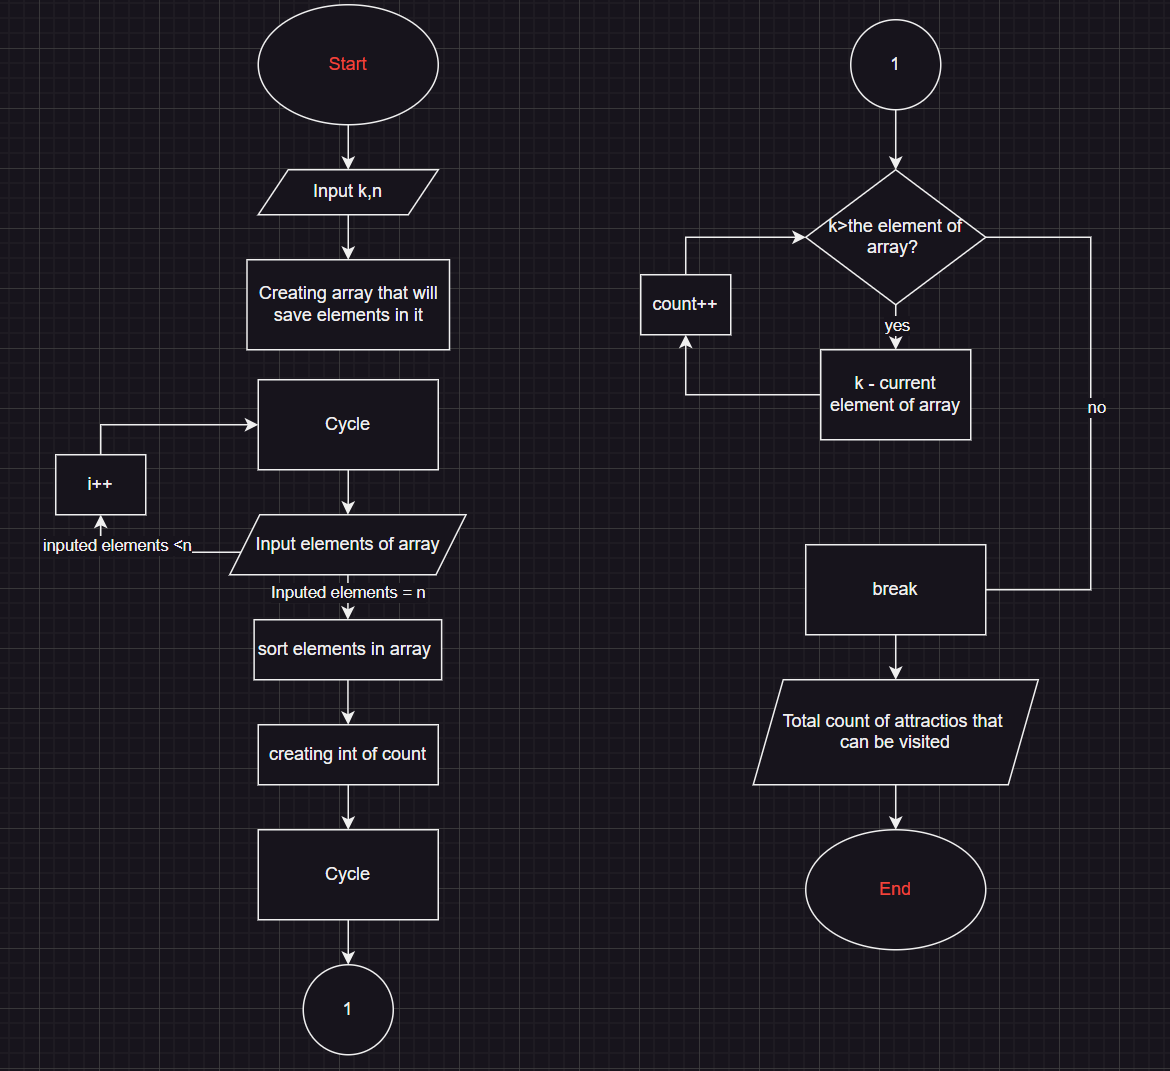 Start
Input k,n
Creating array that will
save elements in it
Cycle
i++
inputed elements <n
Input elements of array
Inputed elements = n
sort elements in array
creating int of count
Cycle
1
1
k>the element of
array?
count++
yes
k - current
element of array
no
break
Total count of attractios that
can be visited
End